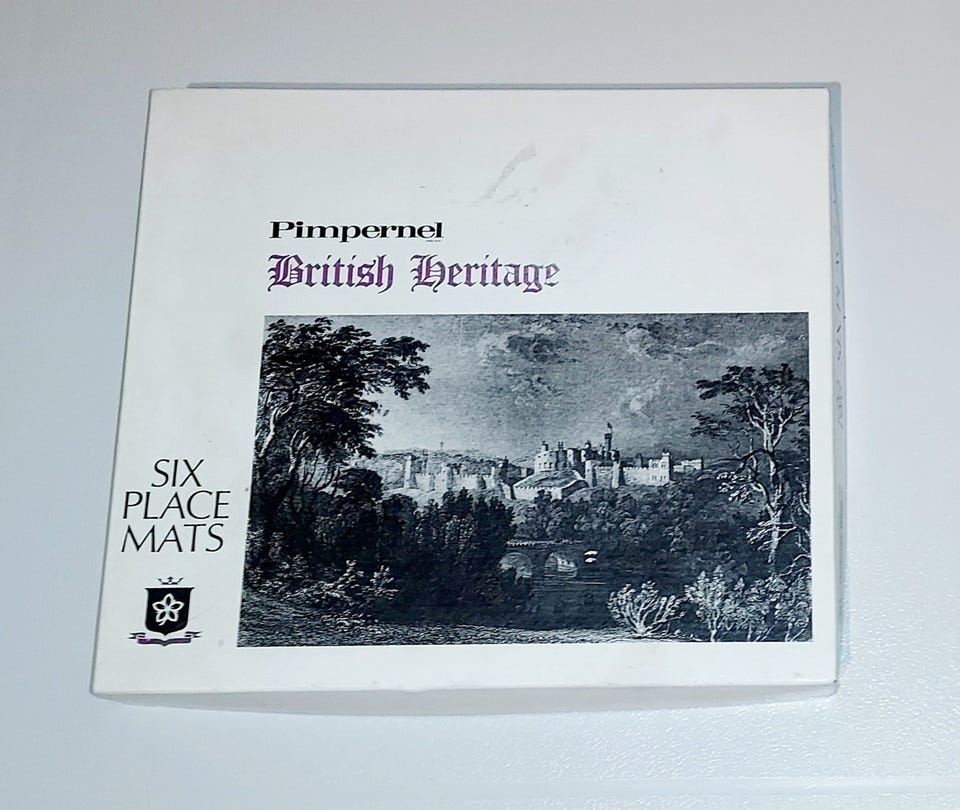 Pimpernel
British Heritage
SIX
PLACE
MATS